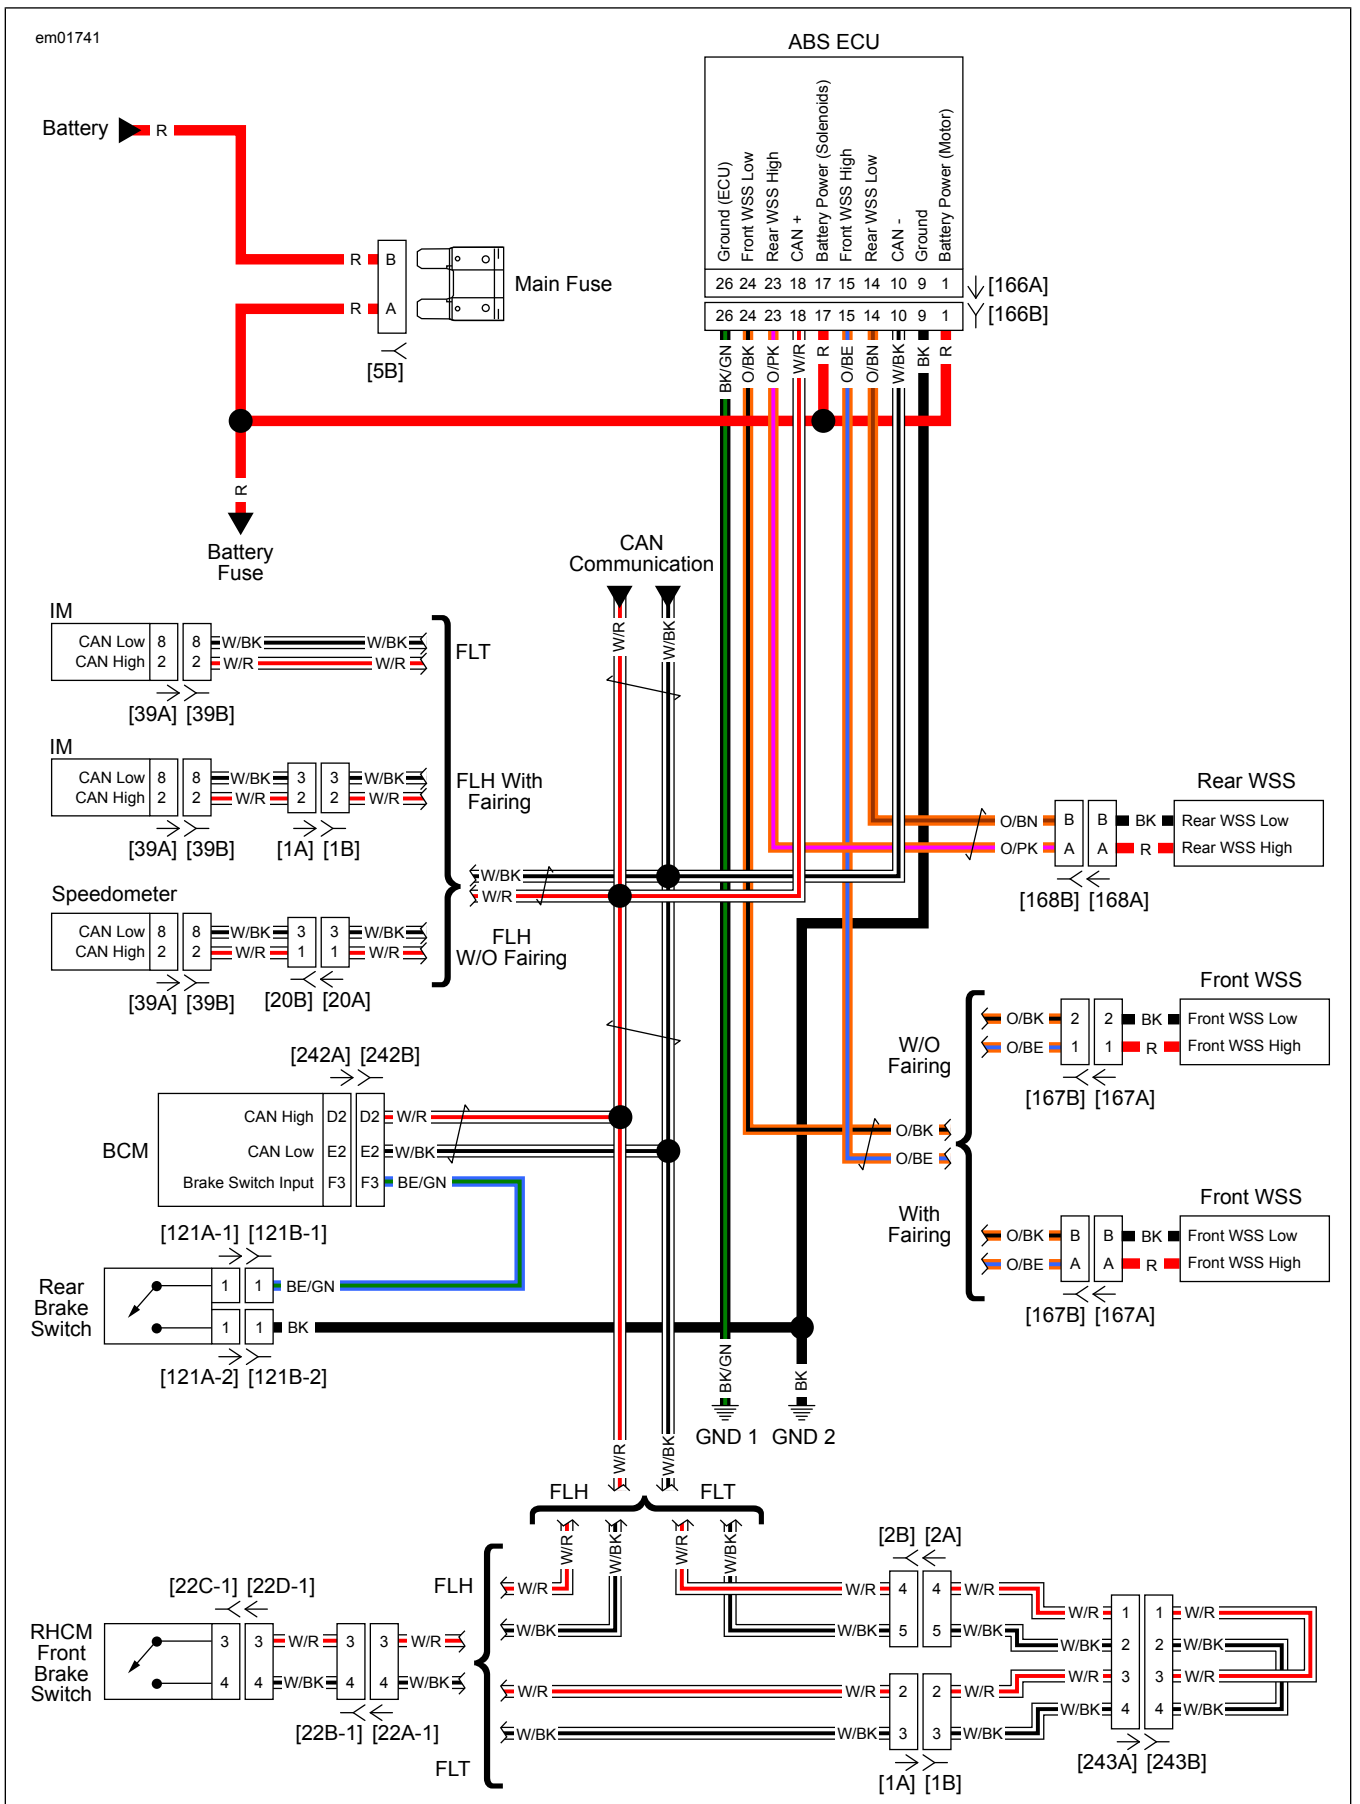 em01741
ABS ECU
Battery
R
Ground (ECU)
Front WSS Low
Rear WSS High
CAN +
Battery Power (Solenoids)
Front WSS High
Rear WSS Low
CAN -
Ground
Battery Power (Motor)
26 24 23 18 17 15 14 10 9 1 [166A]
26 24 23 18 17 15 14 10 9 1 [166B]
BK/GN O/BK O/PK W/R R O/BE O/BN W/BK BK R
R B
Main Fuse
R A
[5B]
R
Battery
Fuse
CAN
Communication
W/R W/BK
IM
CAN Low 8 8 W/BK W/BK
CAN High 2 2 W/R W/R
FLT
[39A] [39B]
IM
CAN Low 8 8 W/BK 3 3 W/BK
CAN High 2 2 W/R 2 2 W/R
FLH With
Fairing
[39A] [39B] [1A] [1B]
W/BK
W/R
Speedometer
CAN Low 8 8 W/BK 3 3 W/BK
CAN High 2 2 W/R 1 1 W/R
FLH
W/O Fairing
[39A] [39B] [20B] [20A]
Rear WSS
O/BN B B BK Rear WSS Low
O/PK A A R Rear WSS High
[168B] [168A]
Front WSS
W/O
Fairing
O/BK 2 2 BK Front WSS Low
O/BE 1 1 R Front WSS High
[167B] [167A]
O/BK
O/BE
With
Fairing
Front WSS
O/BK B B BK Front WSS Low
O/BE A A R Front WSS High
[167B] [167A]
[242A] [242B]
BCM
CAN High D2 D2 W/R
CAN Low E2 E2 W/BK
Brake Switch Input F3 F3 BE/GN
[121A-1] [121B-1]
Rear
Brake
Switch
1 1 BE/GN
1 1 BK
[121A-2] [121B-2]
BK/GN BK
GND 1 GND 2
W/R W/BK
FLH FLT
W/R W/BK W/R W/BK
[2B] [2A]
FLH
W/R
W/BK
W/R 4 4 W/R
W/BK 5 5 W/BK
W/R 1 1 W/R
W/BK 2 2 W/BK
W/R 3 3 W/R
W/BK 4 4 W/BK
[243A] [243B]
[22C-1] [22D-1]
RHCM
Front
Brake
Switch
3 3 W/R 3 3 W/R
4 4 W/BK 4 4 W/BK
[22B-1] [22A-1]
W/R W/R 2 2 W/R
W/BK W/BK 3 3 W/BK
FLT
[1A] [1B]